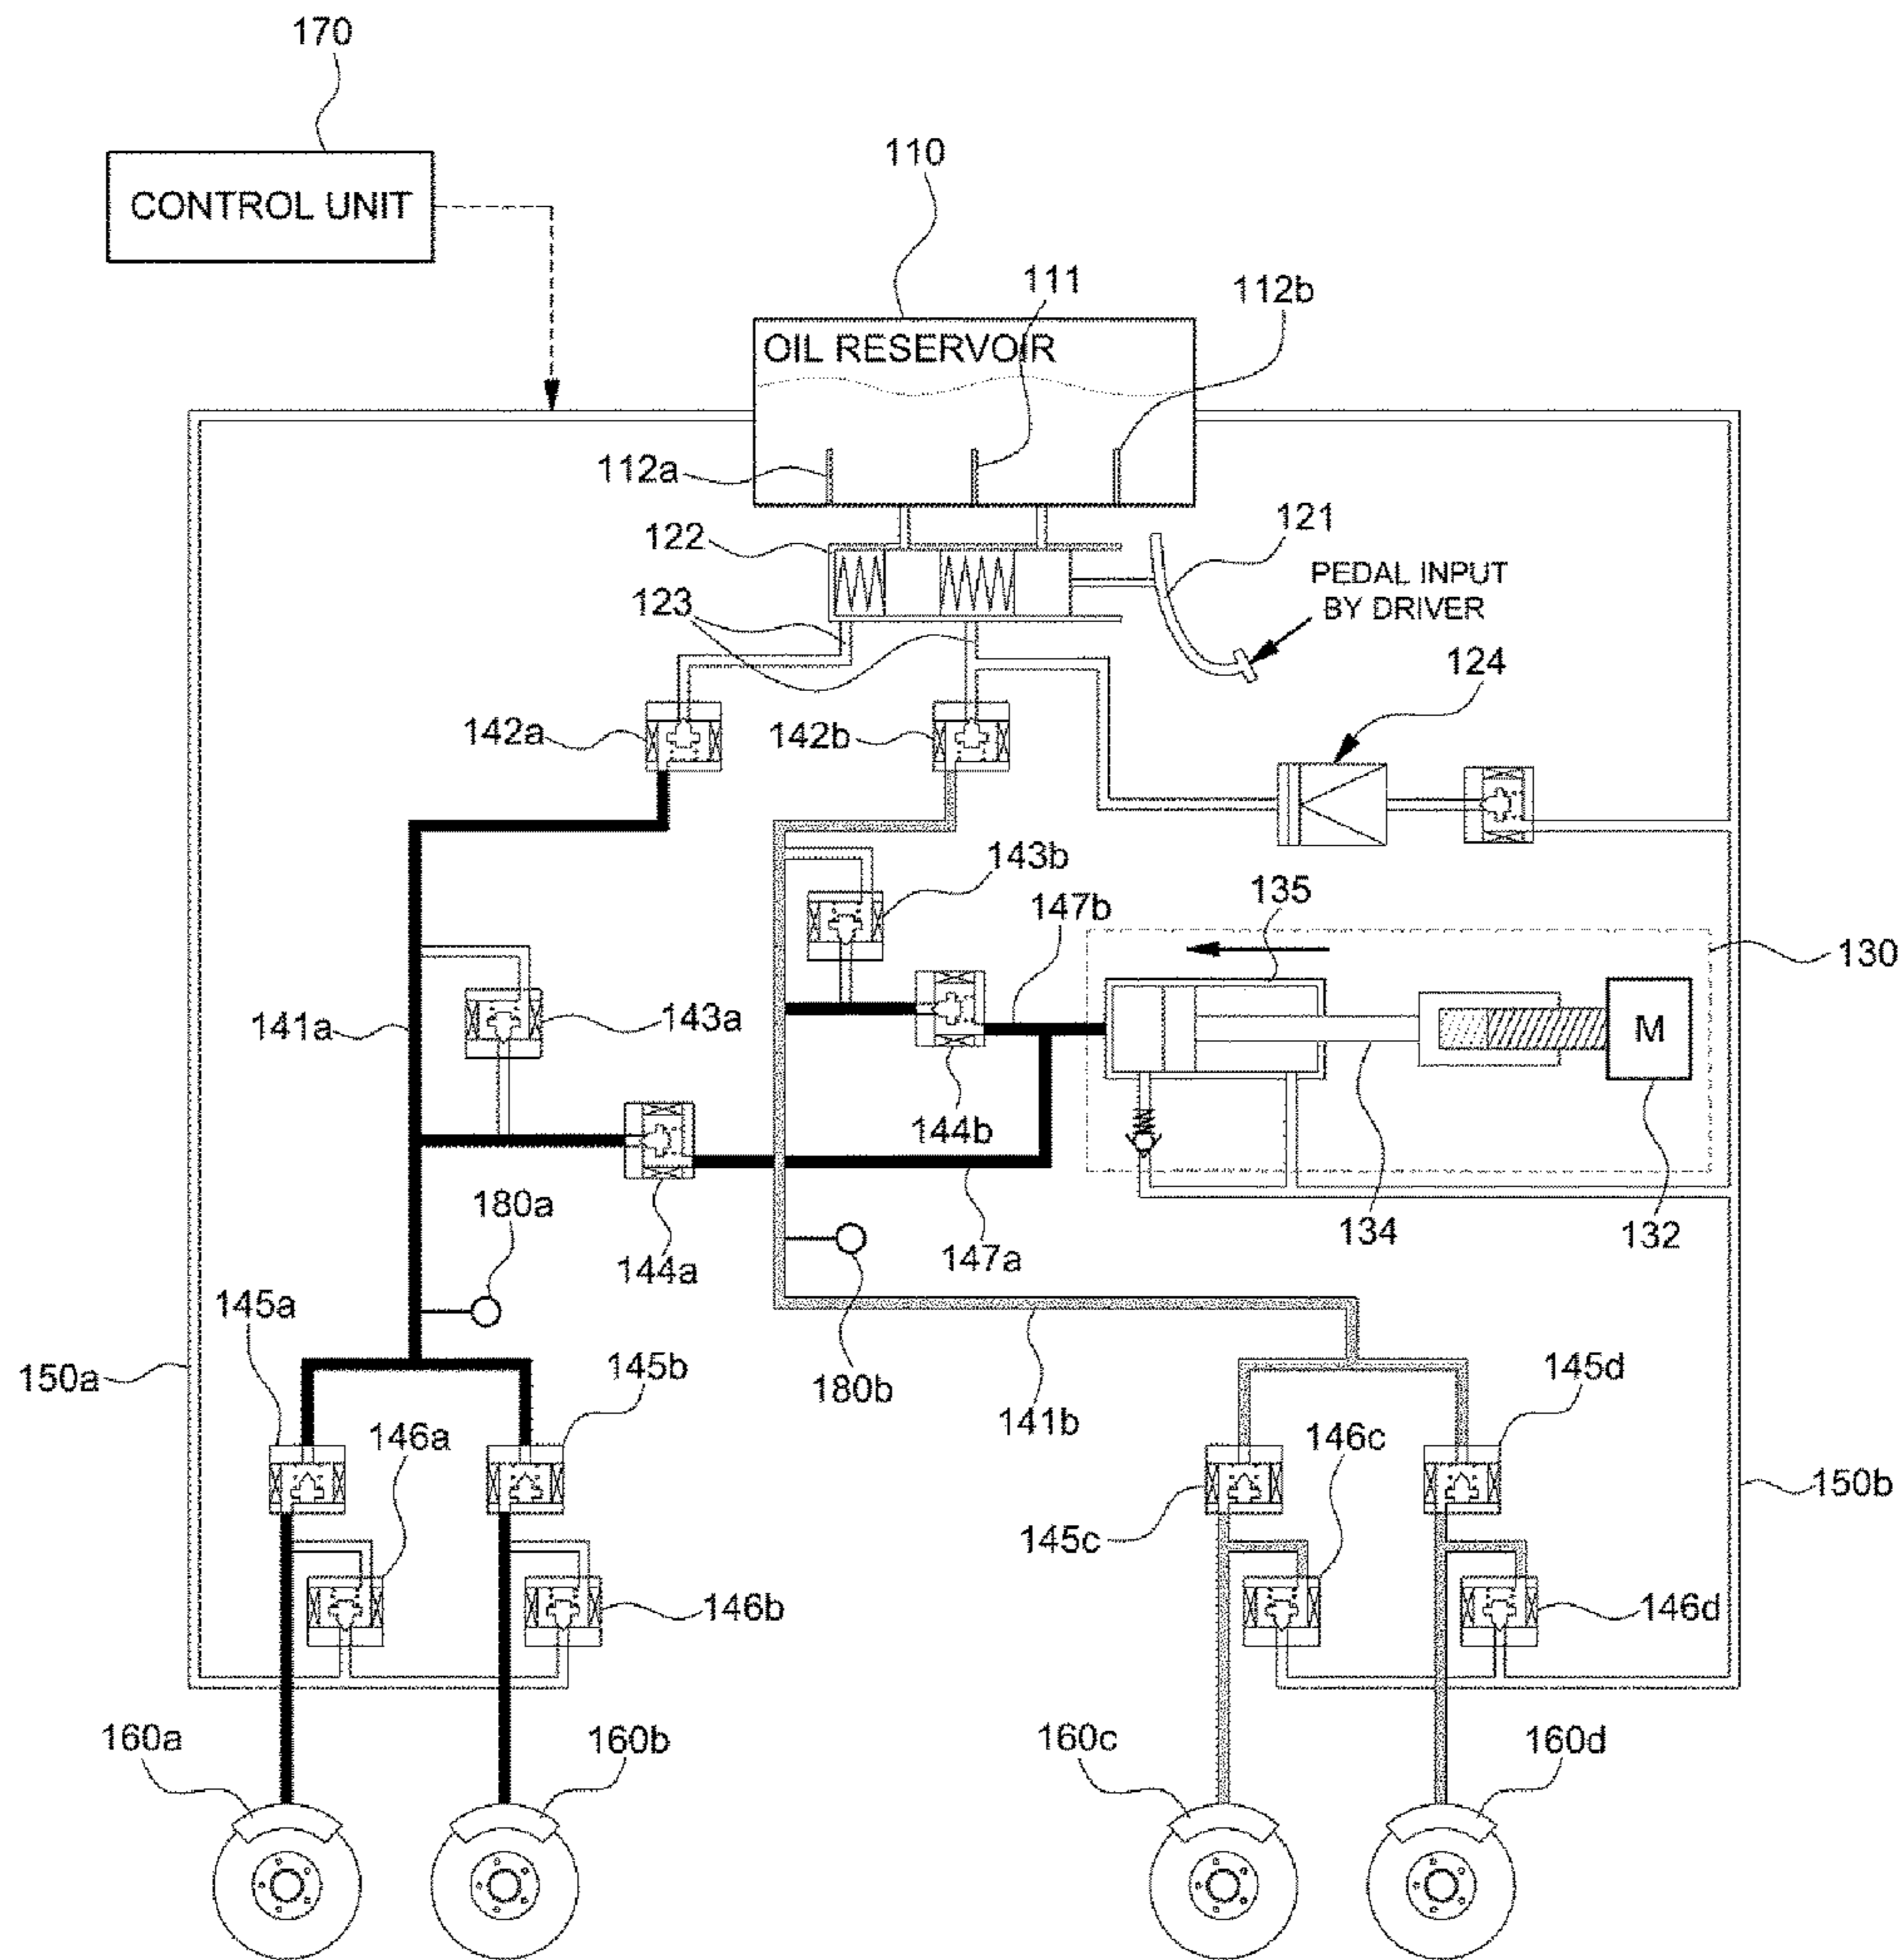 170
CONTROL UNIT
110
111
112b
OIL RESERVOIR
112a
122
121
PEDAL INPUT
BY DRIVER
123
124
142a
142b
143b
147b
135
130
141a
143a
M
144b
180a
144a
147a
134
132
145a
150a
145b
180b
141b
145d
146a
146c
150b
145c
146b
146d
160a
160b
160c
160d